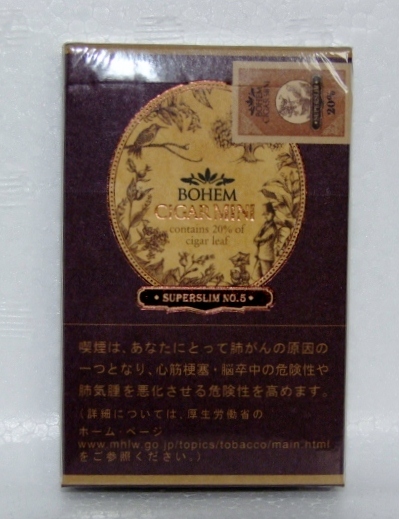 BOHEM
CIGAR MINI
contains 20% of
cigar leaf
SUPERSLIM NO.5
BOHEM
20%
喫煙は、あなたにとって肺がんの原因の
一つとなり、心筋梗塞・脳卒中の危険性や
肺気腫を悪化させる危険性を高めます。
(詳細については、厚生労働省の
ホーム・ページ
www.mhlw.go.jp/topics/tobacco/main.html
をご参照ください。)